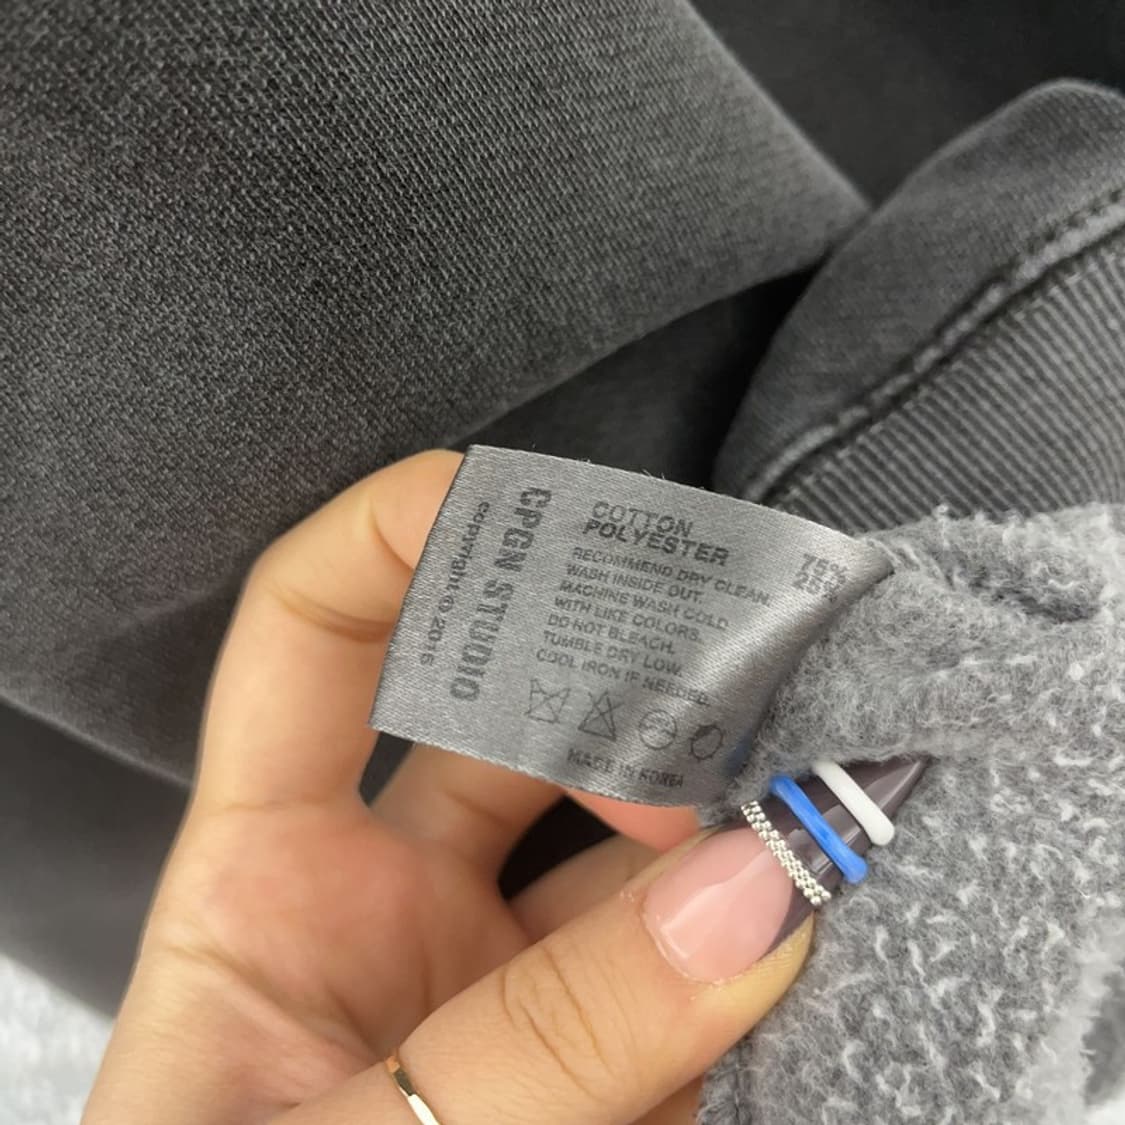 CPGN STUDIO
copyright © 2015
COTTON 75%
POLYESTER 25%
RECOMMEND DRY CLEAN.
WASH INSIDE OUT.
MACHINE WASH COLD
WITH LIKE COLORS.
DO NOT BLEACH.
TUMBLE DRY LOW.
COOL IRON IF NEEDED.
MADE IN KOREA